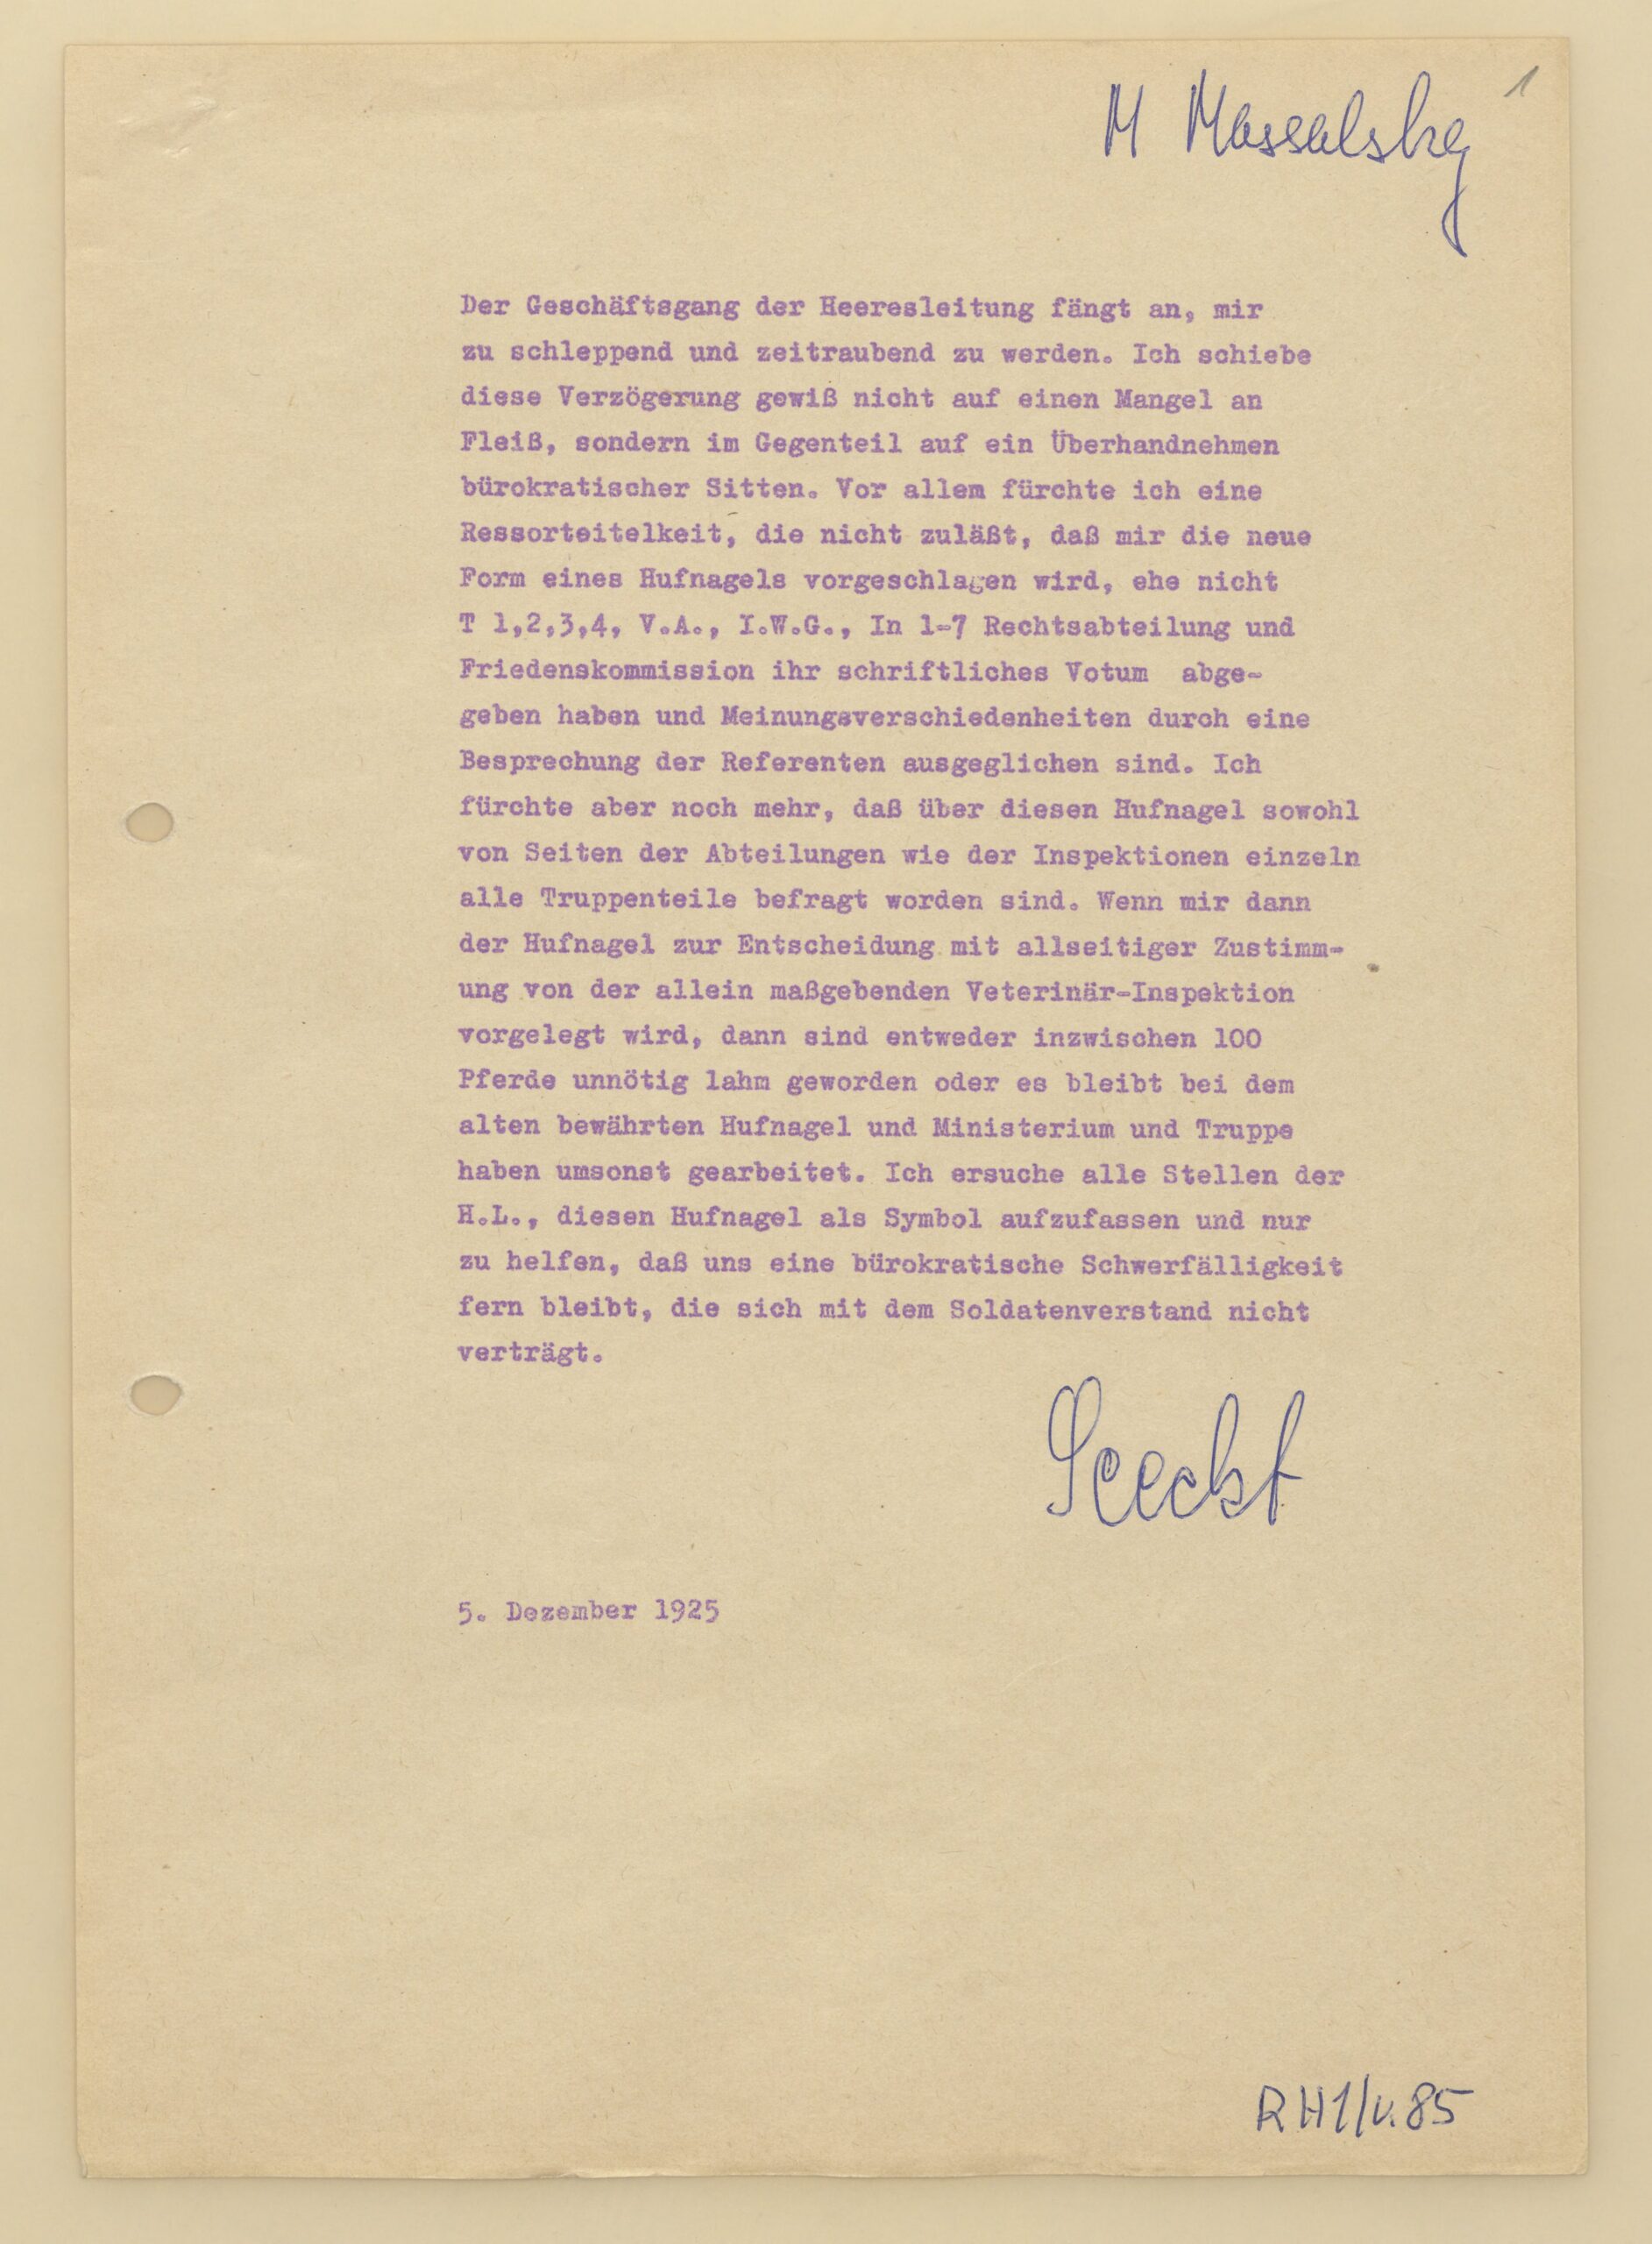 1
M Massalsky
Der Geschäftsgang der Heeresleitung fängt an, mir
zu schleppend und zeitraubend zu werden. Ich schiebe
diese Verzögerung gewiß nicht auf einen Mangel an
Fleiß, sondern im Gegenteil auf ein Überhandnehmen
bürokratischer Sitten. Vor allem fürchte ich eine
Ressorteitelkeit, die nicht zuläßt, daß mir die neue
Form eines Hufnagels vorgeschlagen wird, ehe nicht
T 1,2,3,4, V.A., I.W.G., In 1-7 Rechtsabteilung und
Friedenskommission ihr schriftliches Votum abge-
geben haben und Meinungsverschiedenheiten durch eine
Besprechung der Referenten ausgeglichen sind. Ich
fürchte aber noch mehr, daß über diesen Hufnagel sowohl
von Seiten der Abteilungen wie der Inspektionen einzeln
alle Truppenteile befragt worden sind. Wenn mir dann
der Hufnagel zur Entscheidung mit allseitiger Zustimm-
ung von der allein maßgebenden Veterinär-Inspektion
vorgelegt wird, dann sind entweder inzwischen 100
Pferde unnötig lahm geworden oder es bleibt bei dem
alten bewährten Hufnagel und Ministerium und Truppe
haben umsonst gearbeitet. Ich ersuche alle Stellen der
H.L., diesen Hufnagel als Symbol aufzufassen und nur
zu helfen, daß uns eine bürokratische Schwerfälligkeit
fern bleibt, die sich mit dem Soldatenverstand nicht
verträgt.
Seeckt
5. Dezember 1925
RH1/v.85